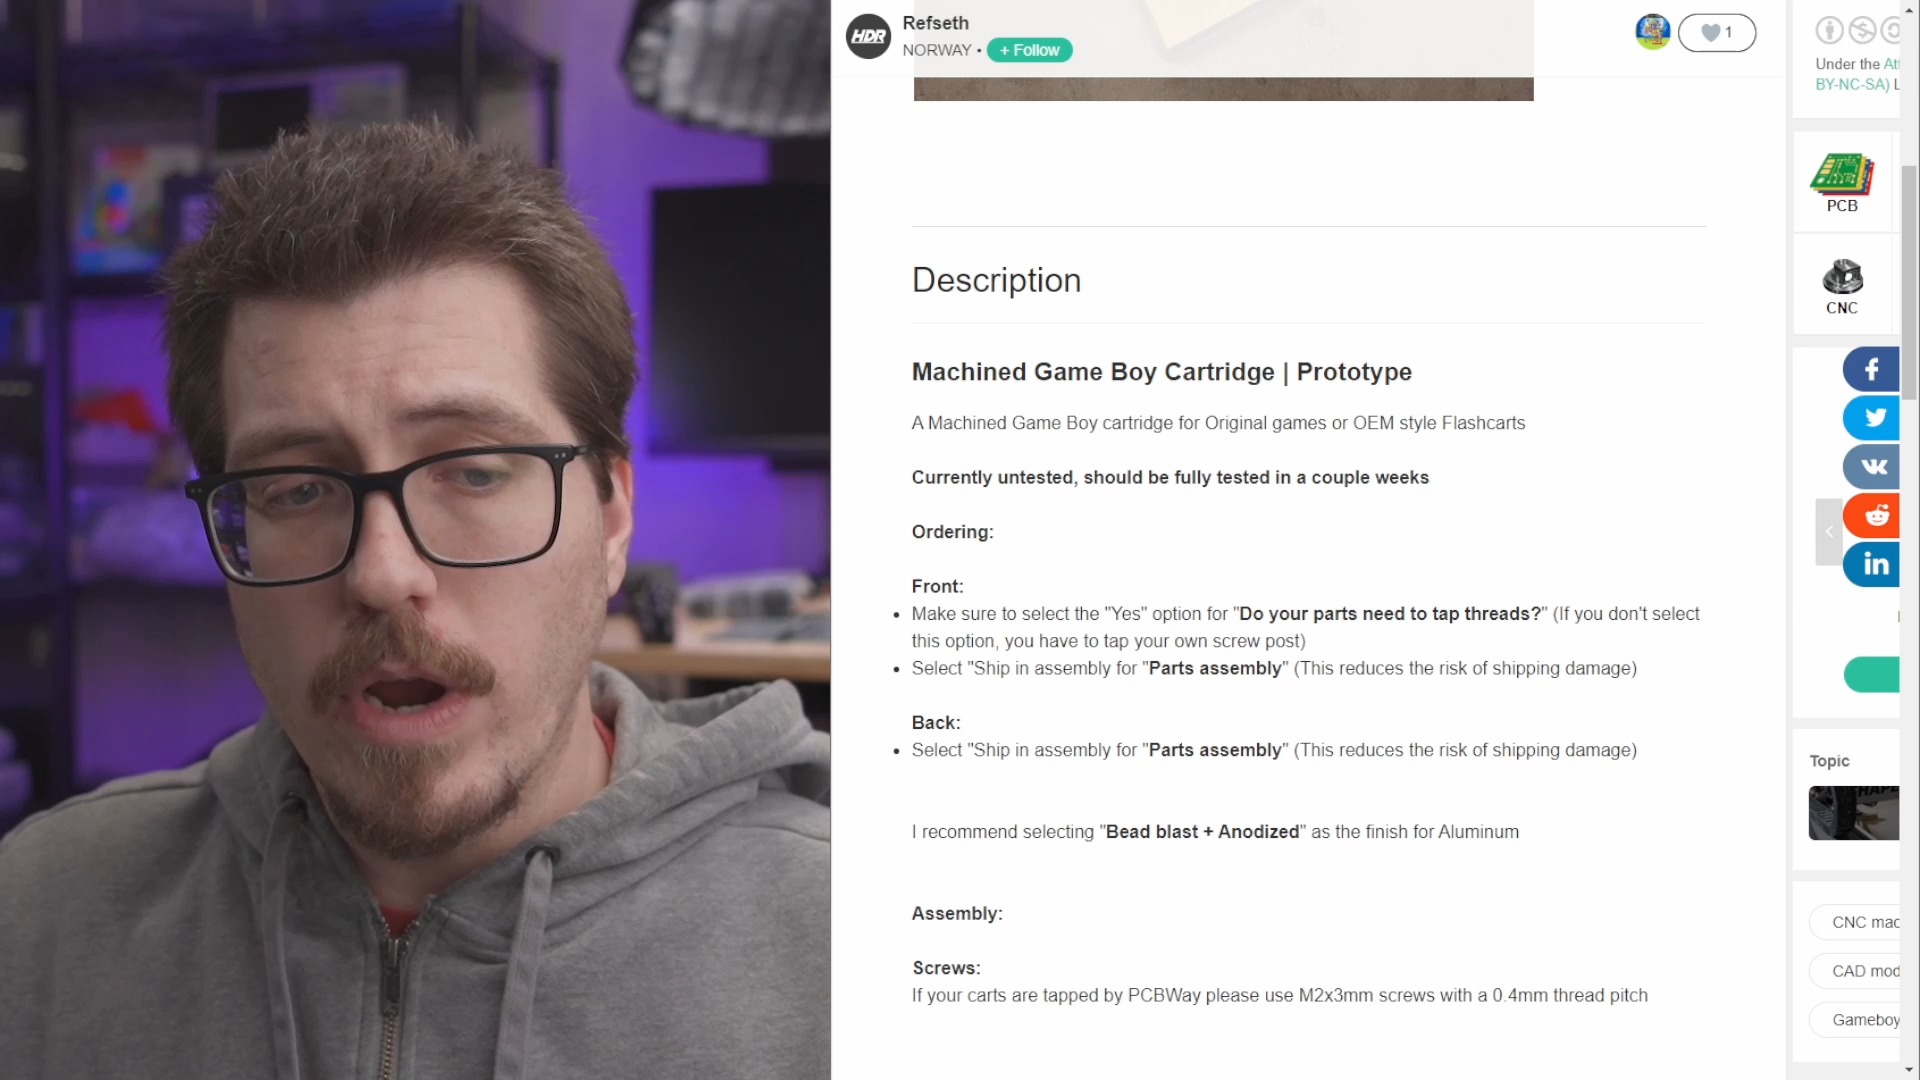 HDR
Refseth
NORWAY • + Follow
1
Under the Att
BY-NC-SA) L
PCB
CNC
Description
Machined Game Boy Cartridge | Prototype
A Machined Game Boy cartridge for Original games or OEM style Flashcarts
Currently untested, should be fully tested in a couple weeks
Ordering:
Front:
• Make sure to select the "Yes" option for "Do your parts need to tap threads?" (If you don't select
this option, you have to tap your own screw post)
• Select "Ship in assembly for "Parts assembly" (This reduces the risk of shipping damage)
Back:
• Select "Ship in assembly for "Parts assembly" (This reduces the risk of shipping damage)
I recommend selecting "Bead blast + Anodized" as the finish for Aluminum
Assembly:
Screws:
If your carts are tapped by PCBWay please use M2x3mm screws with a 0.4mm thread pitch
Topic
CNC mac
CAD mod
Gameboy